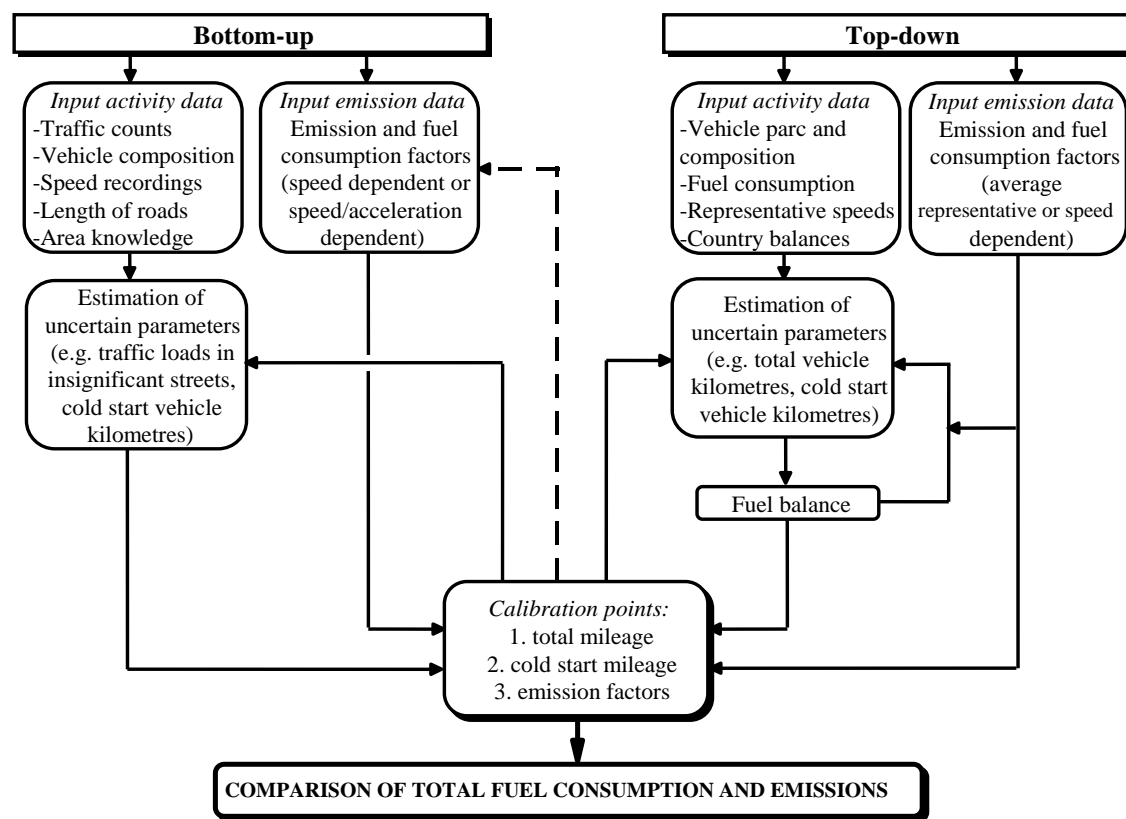 Bottom-up
Top-down
Input activity data
-Traffic counts
-Vehicle composition
-Speed recordings
-Length of roads
-Area knowledge
Input emission data
Emission and fuel
consumption factors
(speed dependent or
speed/acceleration
dependent)
Input activity data
-Vehicle parc and
composition
-Fuel consumption
-Representative speeds
-Country balances
Input emission data
Emission and fuel
consumption factors
(average
representative or speed
dependent)
Estimation of
uncertain parameters
(e.g. traffic loads in
insignificant streets,
cold start vehicle
kilometres)
Estimation of
uncertain parameters
(e.g. total vehicle
kilometres, cold start
vehicle kilometres)
Fuel balance
Calibration points:
1. total mileage
2. cold start mileage
3. emission factors
COMPARISON OF TOTAL FUEL CONSUMPTION AND EMISSIONS